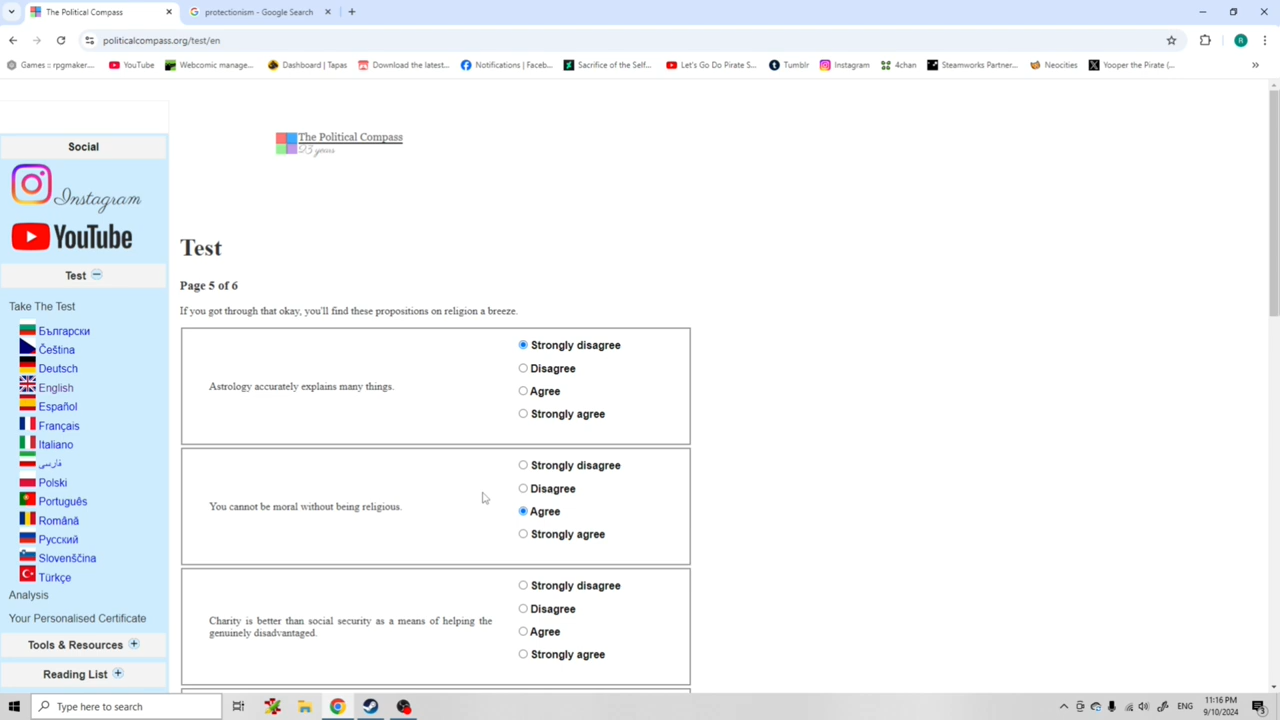 The Political Compass
protectionism - Google Search
politicalcompass.org/test/en
Games :: rpgmaker....
YouTube
Webcomic manage...
Dashboard | Tapas
Download the latest...
Notifications | Faceb...
Sacrifice of the Self...
Let's Go Do Pirate S...
Tumblr
Instagram
4chan
Steamworks Partner...
Neocities
Yooper the Pirate (...
The Political Compass
23 years
Social
Instagram
YouTube
Test
Take The Test
Български
Čeština
Deutsch
English
Español
Français
Italiano
فارسی
Polski
Português
Română
Русский
Slovenščina
Türkçe
Analysis
Your Personalised Certificate
Tools & Resources
Reading List
Test
Page 5 of 6
If you got through that okay, you'll find these propositions on religion a breeze.
Astrology accurately explains many things.
Strongly disagree
Disagree
Agree
Strongly agree
You cannot be moral without being religious.
Strongly disagree
Disagree
Agree
Strongly agree
Charity is better than social security as a means of helping the
genuinely disadvantaged.
Strongly disagree
Disagree
Agree
Strongly agree
Type here to search
ENG
11:16 PM
9/10/2024
3